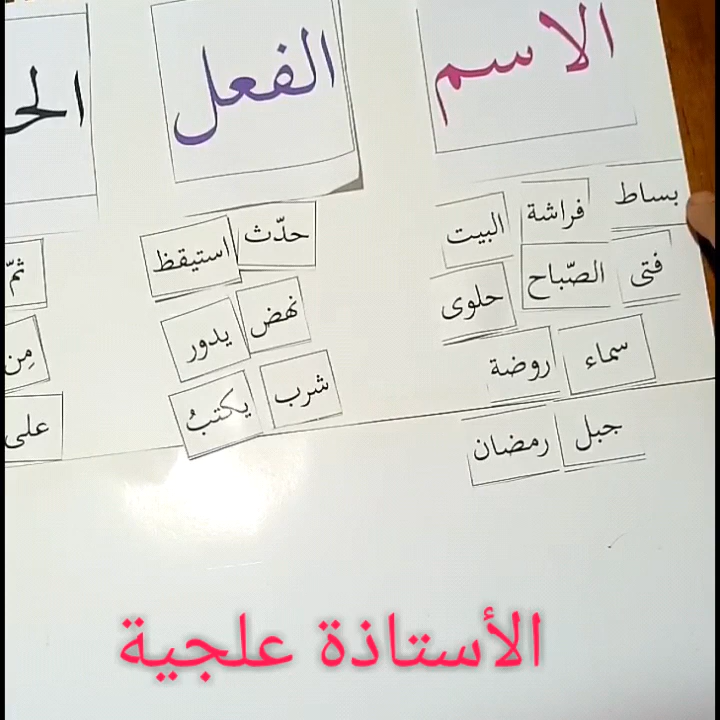 الاسم الفعل
بساط فراشة البيت حدّث استيقظ ثمّ
فتى الصّباح حلوى نهض يدور مِن
سماء روضة شرب يكتبُ على
جبل رمضان
الأستاذة علجية